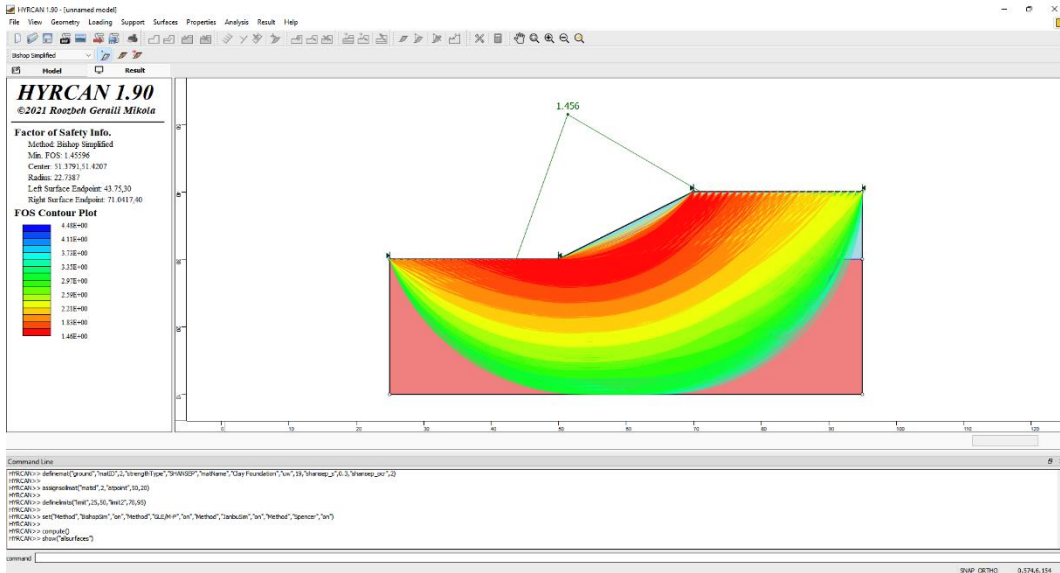 HYRCAN 1.90 - [unnamed model]
File View Geometry Loading Support Surfaces Properties Analysis Result Help
Bishop Simplified
Model Result
HYRCAN 1.90
©2021 Roozbeh Geraili Mikola
Factor of Safety Info.
Method: Bishop Simplified
Min. FOS: 1.45596
Center: 51.3791,51.4207
Radius: 22.7387
Left Surface Endpoint: 43.75,30
Right Surface Endpoint: 71.0417,40
FOS Contour Plot
4.48E+00
4.11E+00
3.73E+00
3.35E+00
2.97E+00
2.59E+00
2.21E+00
1.83E+00
1.46E+00
1.456
10 20 30 40 50 60 70 80 90 100 110 120
Command Line
HYRCAN>> definemat("ground","matID",2,"strengthType","SHANSEP","matName","Clay Foundation","uw",19,"shansep_s",0.3,"shansep_pcr",2)
HYRCAN>>
HYRCAN>> assignsoilmat("matid",2,"atpoint",50,20)
HYRCAN>>
HYRCAN>> definelimits("limit",25,50,"limit2",70,95)
HYRCAN>>
HYRCAN>> set("Method","BishopSim","on","Method","GLE/M-P","on","Method","JanbuSim","on","Method","Spencer","on")
HYRCAN>>
HYRCAN>> compute()
HYRCAN>> show("allsurfaces")
command
SNAP ORTHO 0.574,6.154